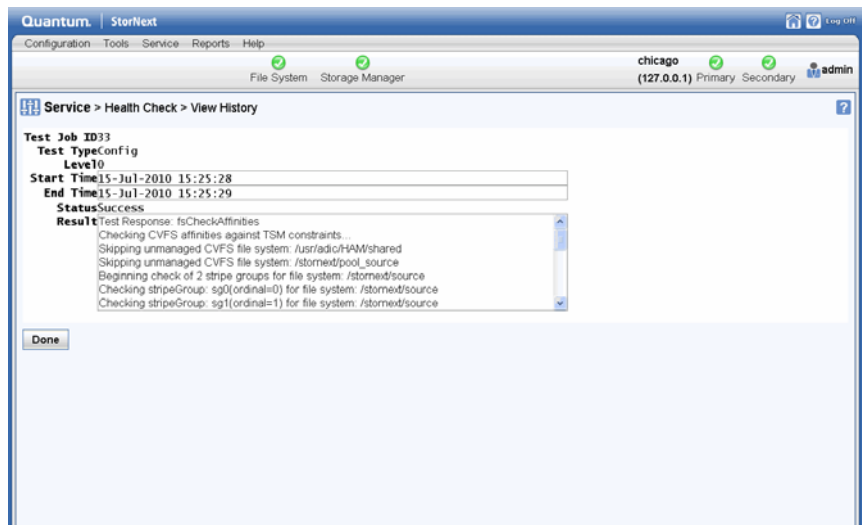 Quantum. | StorNext Log Off
Configuration Tools Service Reports Help
File System Storage Manager
chicago
(127.0.0.1) Primary Secondary
admin
Service > Health Check > View History
Test Job ID33
Test TypeConfig
Level0
Start Time15-Jul-2010 15:25:28
End Time15-Jul-2010 15:25:29
StatusSuccess
ResultTest Response: fsCheckAffinities
Checking CVFS affinities against TSM constraints...
Skipping unmanaged CVFS file system: /usr/adic/HAM/shared
Skipping unmanaged CVFS file system: /stornext/pool_source
Beginning check of 2 stripe groups for file system: /stornext/source
Checking stripeGroup: sg0(ordinal=0) for file system: /stornext/source
Checking stripeGroup: sg1(ordinal=1) for file system: /stornext/source
Done